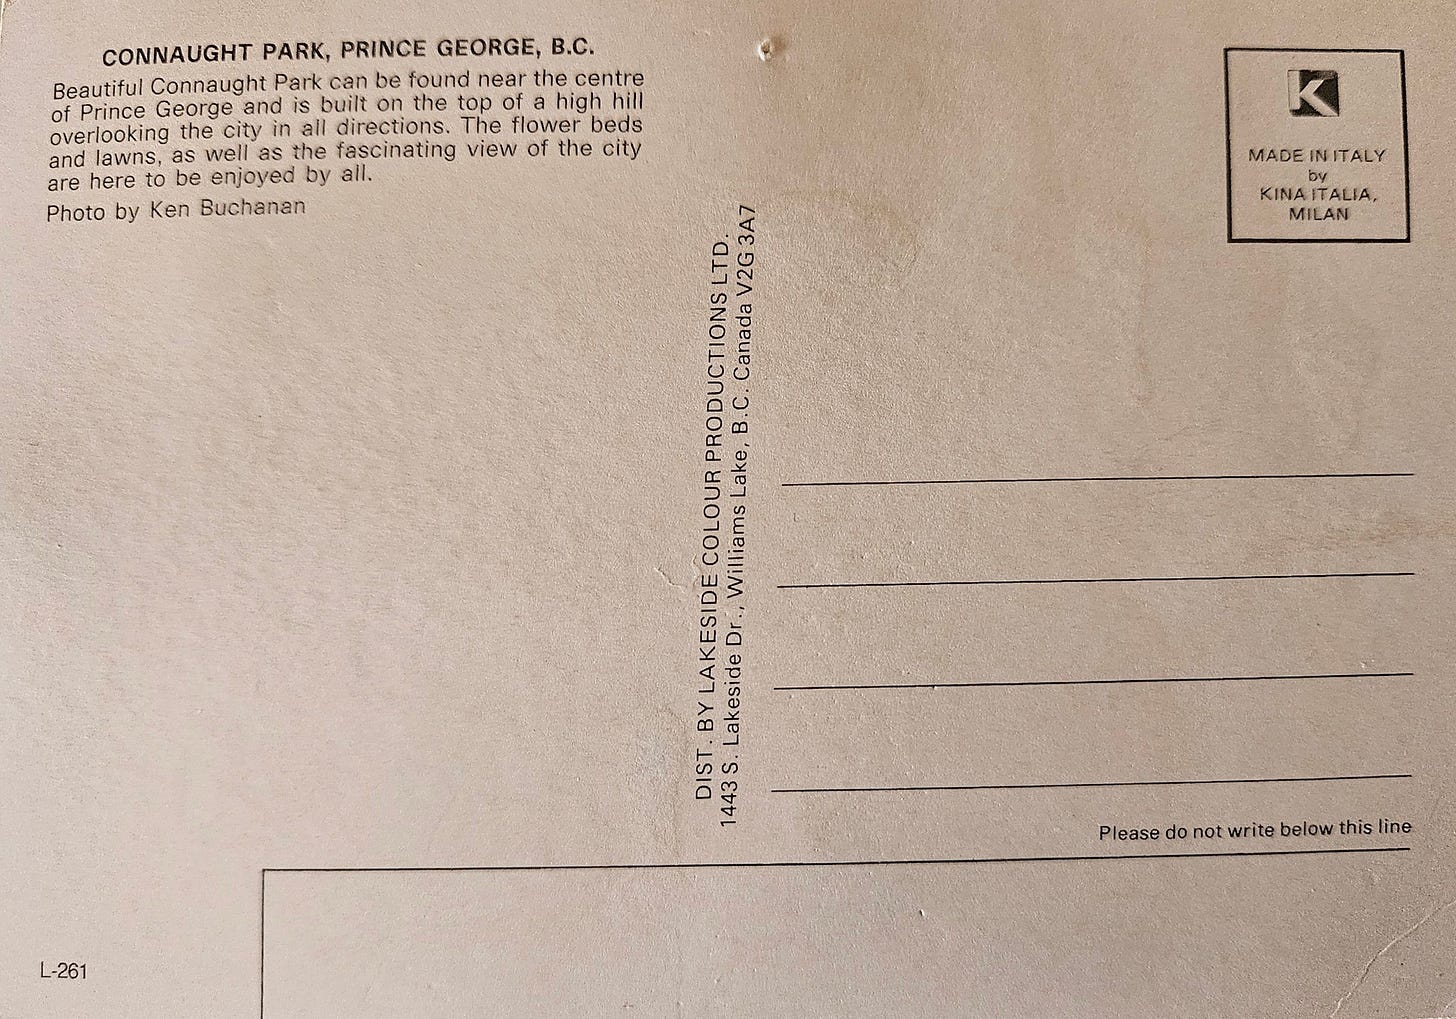 CONNAUGHT PARK, PRINCE GEORGE, B.C.
Beautiful Connaught Park can be found near the centre
of Prince George and is built on the top of a high hill
overlooking the city in all directions. The flower beds
and lawns, as well as the fascinating view of the city
are here to be enjoyed by all.
Photo by Ken Buchanan
K
MADE IN ITALY
by
KINA ITALIA,
MILAN
DIST. BY LAKESIDE COLOUR PRODUCTIONS LTD.
1443 S. Lakeside Dr., Williams Lake, B.C. Canada V2G 3A7
Please do not write below this line
L-261